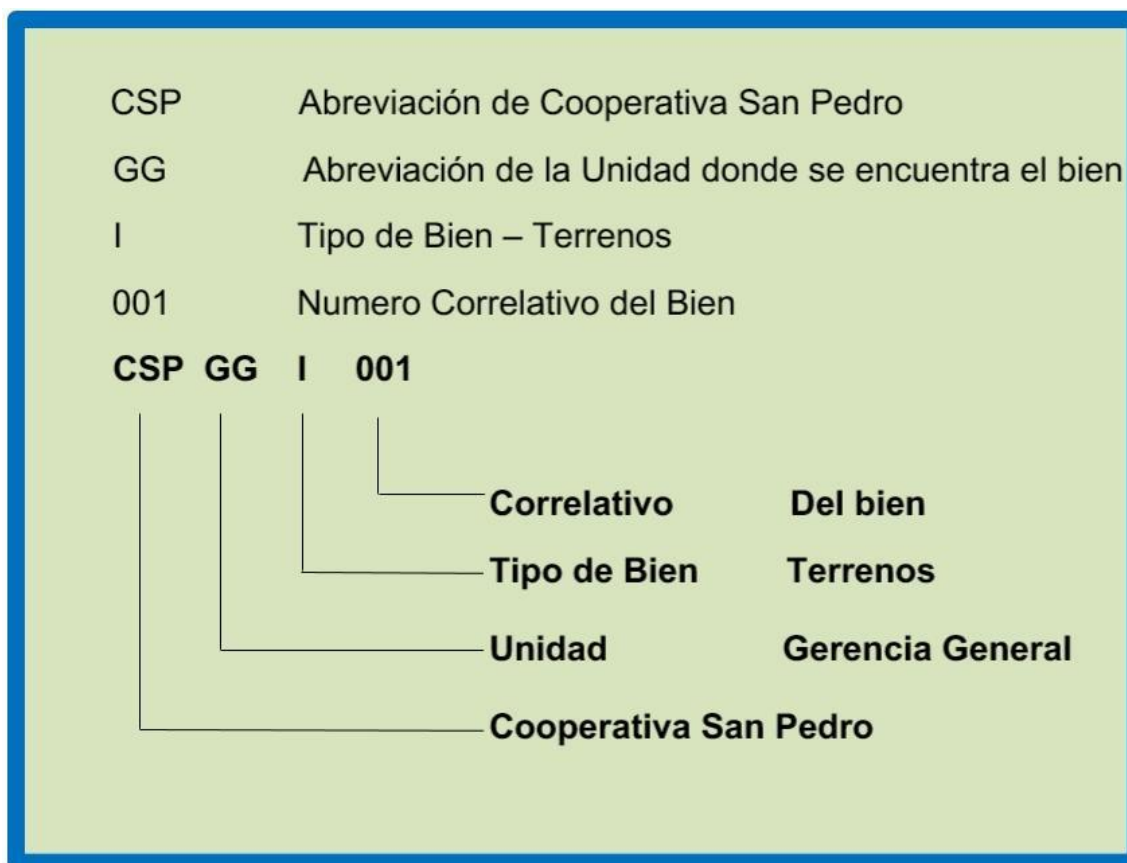 CSP Abreviación de Cooperativa San Pedro
GG Abreviación de la Unidad donde se encuentra el bien
I Tipo de Bien – Terrenos
001 Numero Correlativo del Bien
CSP GG I 001
Correlativo Del bien
Tipo de Bien Terrenos
Unidad Gerencia General
Cooperativa San Pedro